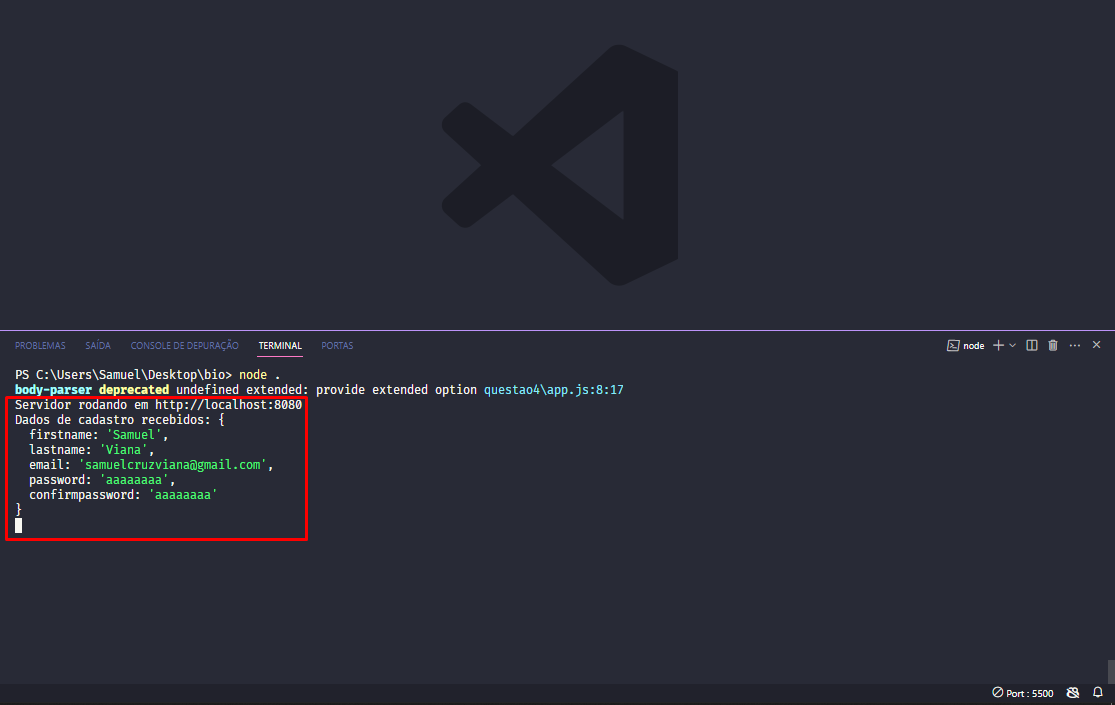 PROBLEMAS SAÍDA CONSOLE DE DEPURAÇÃO TERMINAL PORTAS node
PS C:\Users\Samuel\Desktop\bio> node .
body-parser deprecated undefined extended: provide extended option questao4\app.js:8:17
Servidor rodando em http://localhost:8080
Dados de cadastro recebidos: {
  firstname: 'Samuel',
  lastname: 'Viana',
  email: 'samuelcruzviana@gmail.com',
  password: 'aaaaaaaa',
  confirmpassword: 'aaaaaaaa'
}
Port : 5500